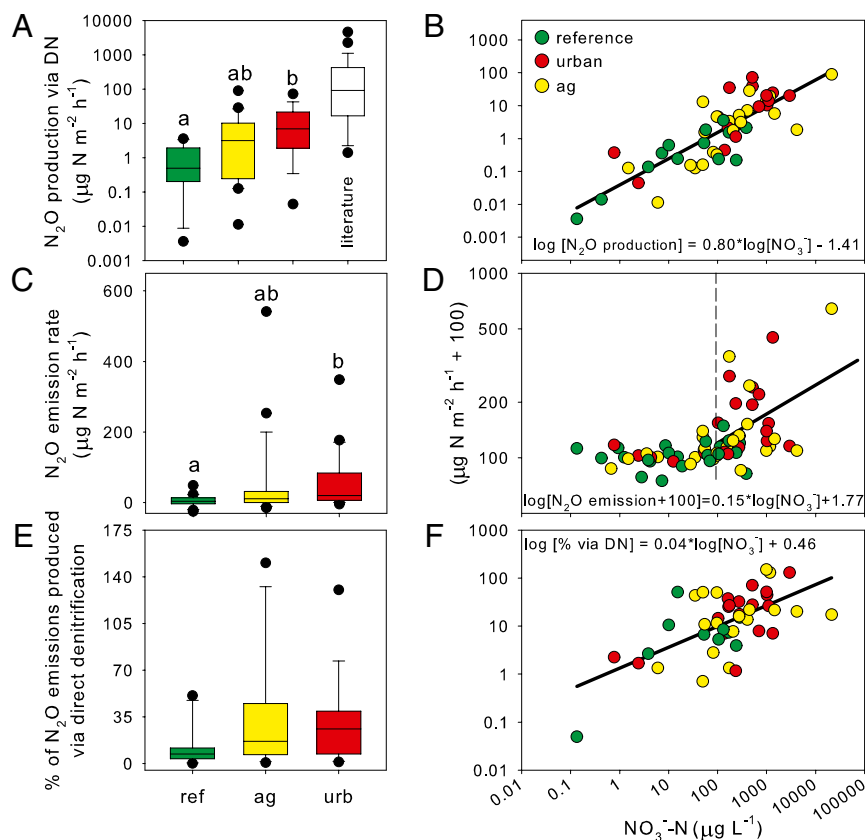 A
N₂O production via DN
(µg N m⁻² h⁻¹)
10000
1000
100
10
1
0.1
0.01
0.001
a
ab
b
literature
B
1000
100
10
1
0.1
0.01
0.001
reference
urban
ag
log [N₂O production] = 0.80*log[NO₃⁻] - 1.41
C
N₂O emission rate
(µg N m⁻² h⁻¹)
600
400
200
0
a
ab
b
D
(µg N m⁻² h⁻¹ + 100)
1000
500
200
100
log[N₂O emission+100]=0.15*log[NO₃⁻]+1.77
E
% of N₂O emissions produced
via direct denitrification
175
140
105
70
35
0
ref
ag
urb
F
log [% via DN] = 0.04*log[NO₃⁻] + 0.46
1000
100
10
1
0.1
0.01
0.01
0.1
1
10
100
1000
10000
100000
NO₃⁻-N (µg L⁻¹)